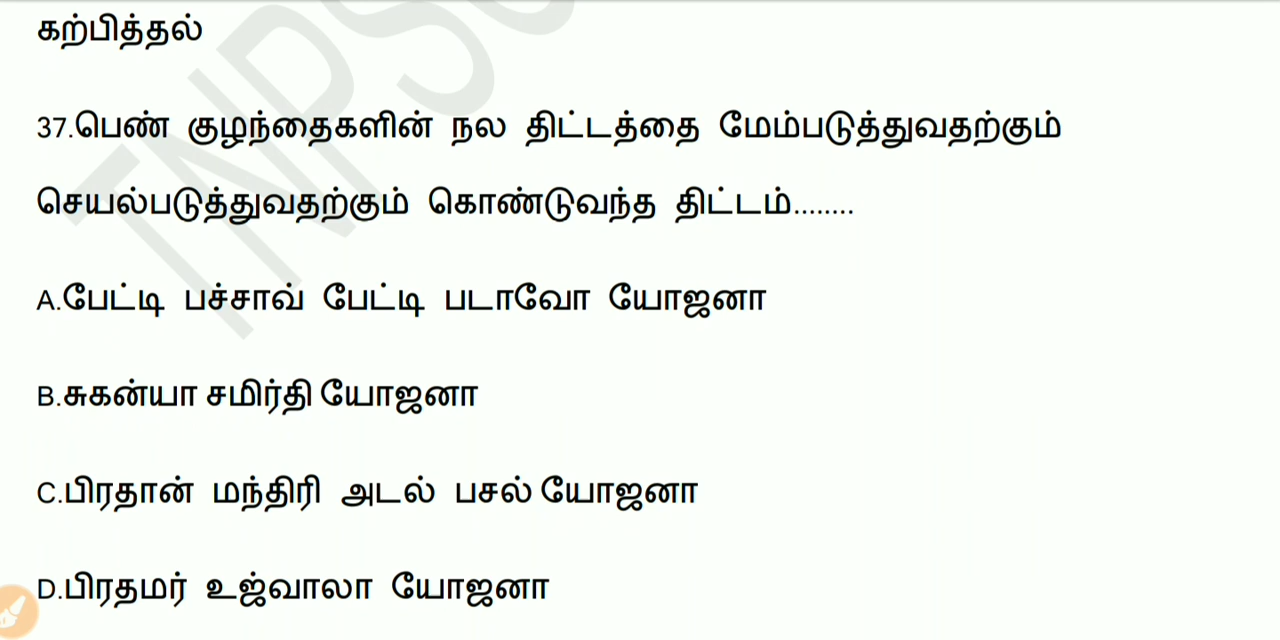 கற்பித்தல்
37.பெண் குழந்தைகளின் நல திட்டத்தை மேம்படுத்துவதற்கும்
செயல்படுத்துவதற்கும் கொண்டுவந்த திட்டம்........
A.பேட்டி பச்சாவ் பேட்டி படாவோ யோஜனா
B.சுகன்யா சமிர்தி யோஜனா
C.பிரதான் மந்திரி அடல் பசல் யோஜனா
D.பிரதமர் உஜ்வாலா யோஜனா